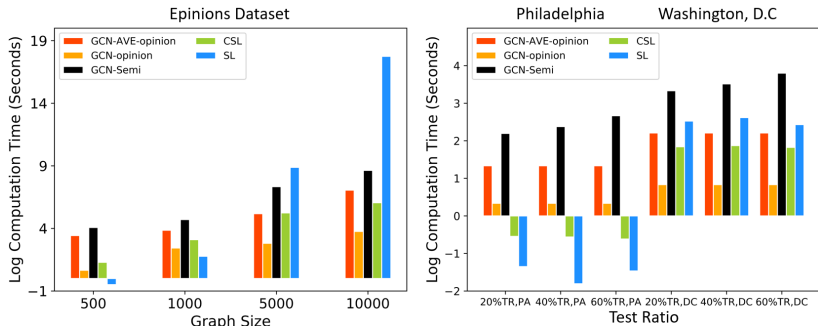 Epinions Dataset
Log Computation Time (Seconds)
19
14
9
4
−1
GCN-AVE-opinion
GCN-opinion
GCN-Semi
CSL
SL
500
1000
5000
10000
Graph Size
Philadelphia
Washington, D.C
Log Computation Time (Seconds)
4
3
2
1
0
−1
−2
GCN-AVE-opinion
GCN-opinion
GCN-Semi
CSL
SL
20%TR,PA
40%TR,PA
60%TR,PA
20%TR,DC
40%TR,DC
60%TR,DC
Test Ratio